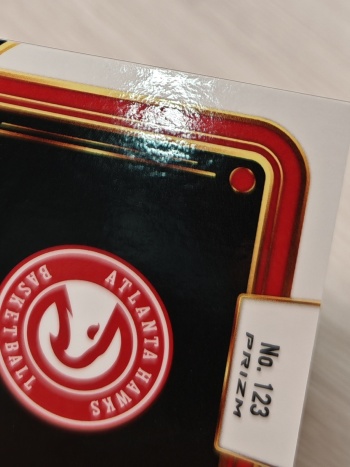 ATLANTA HAWKS
BASKETBALL
No. 123
PRIZM